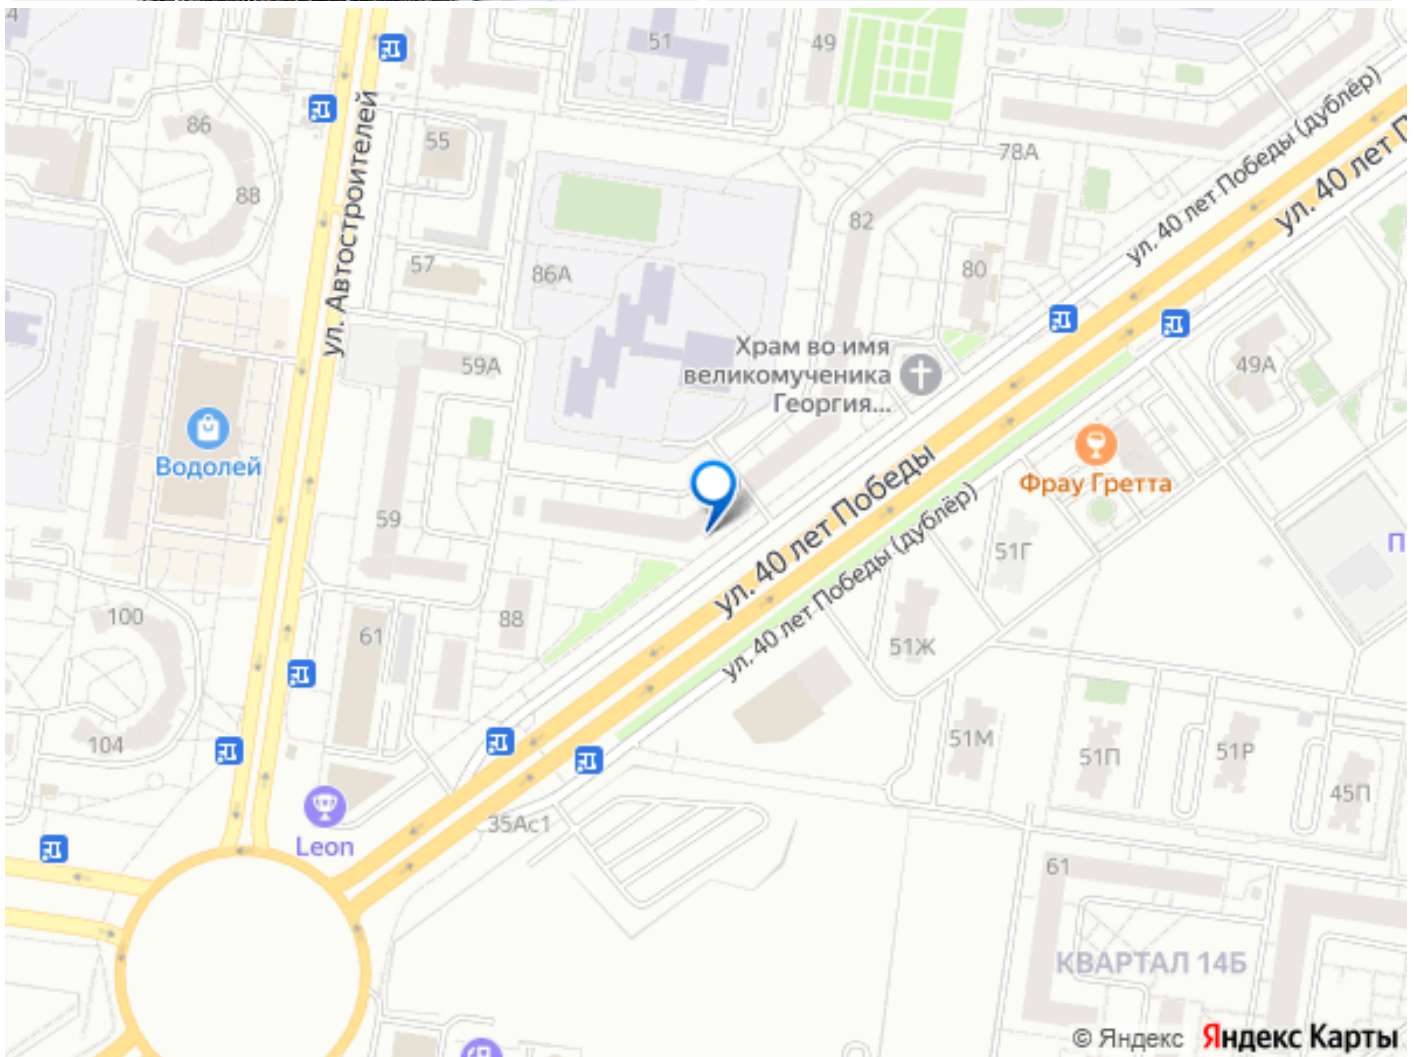 4
51
49
86
ул. Автостроителей
55
78А
ул. 40 лет Победы (дублёр)
ул. 40 лет П
88
82
57
86А
80
Храм во имя
великомученика
Георгия...
59А
49А
Водолей
ул. 40 лет Победы
Фрау Гретта
59
ул. 40 лет Победы (дублёр)
51Г
П
100
88
61
51Ж
104
51М
51П
51Р
45П
35Ас1
Leon
61
КВАРТАЛ 14Б
© Яндекс Яндекс Карты